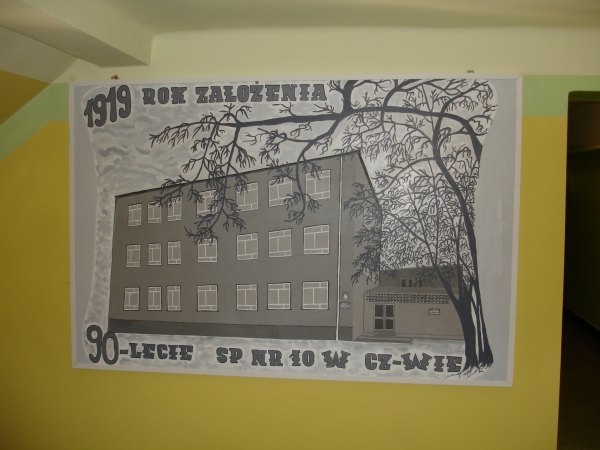 1919 ROK ZAŁOŻENIA
90-LECIE SP NR 10 W CZ-WIE